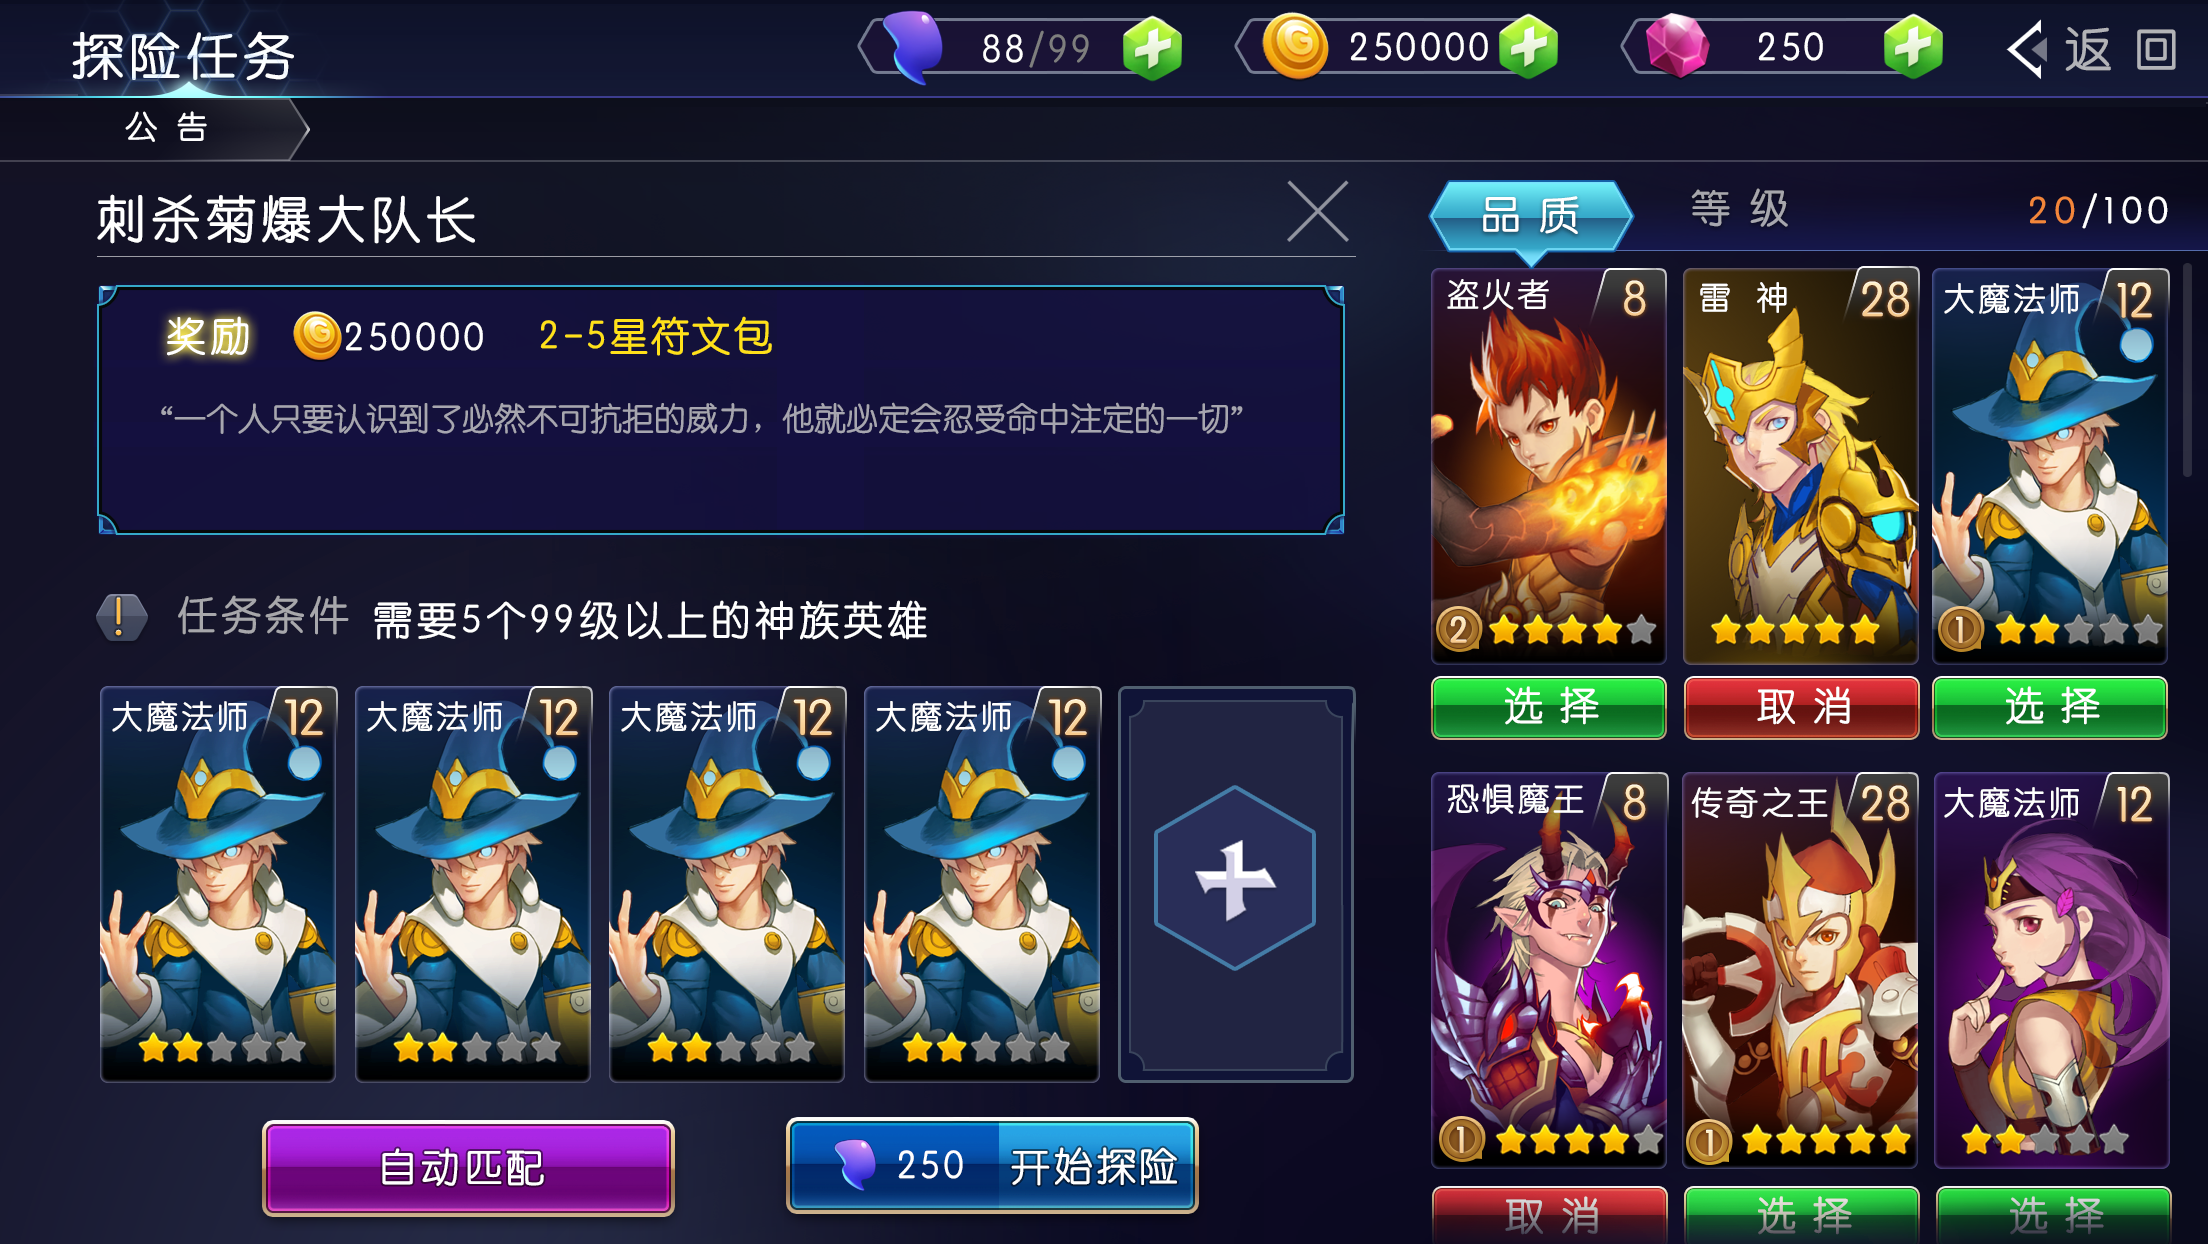 探险任务
88/99
250000
250
返回
公告
刺杀菊爆大队长
奖励 250000 2-5星符文包
“一个人只要认识到了必然不可抗拒的威力，他就必定会忍受命中注定的一切”
任务条件 需要5个99级以上的神族英雄
大魔法师 12
大魔法师 12
大魔法师 12
大魔法师 12
自动匹配
250 开始探险
品质 等级 20/100
盗火者 8
2
雷神 28
大魔法师 12
1
选择 取消 选择
恐惧魔王 8
1
传奇之王 28
1
大魔法师 12
取消 选择 选择